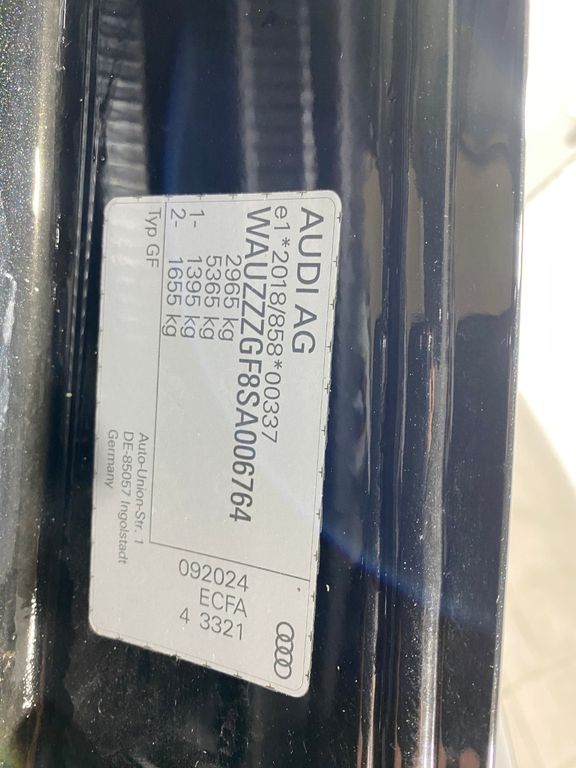 AUDI AG
e1*2018/858*00337
WAUZZZGF8SA006764
2965 kg
5365 kg
1- 1395 kg
2- 1655 kg
Typ GF
Auto-Union-Str. 1
DE-85057 Ingolstadt
Germany
092024
ECFA
4 3321